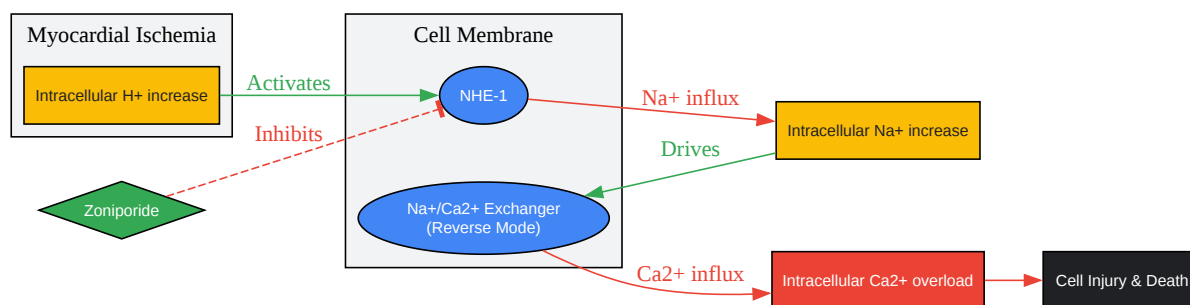 Myocardial Ischemia
Cell Membrane
Intracellular H+ increase
Activates
NHE-1
Na+ influx
Intracellular Na+ increase
Inhibits
Drives
Zoniporide
Na+/Ca2+ Exchanger
(Reverse Mode)
Ca2+ influx
Intracellular Ca2+ overload
Cell Injury & Death